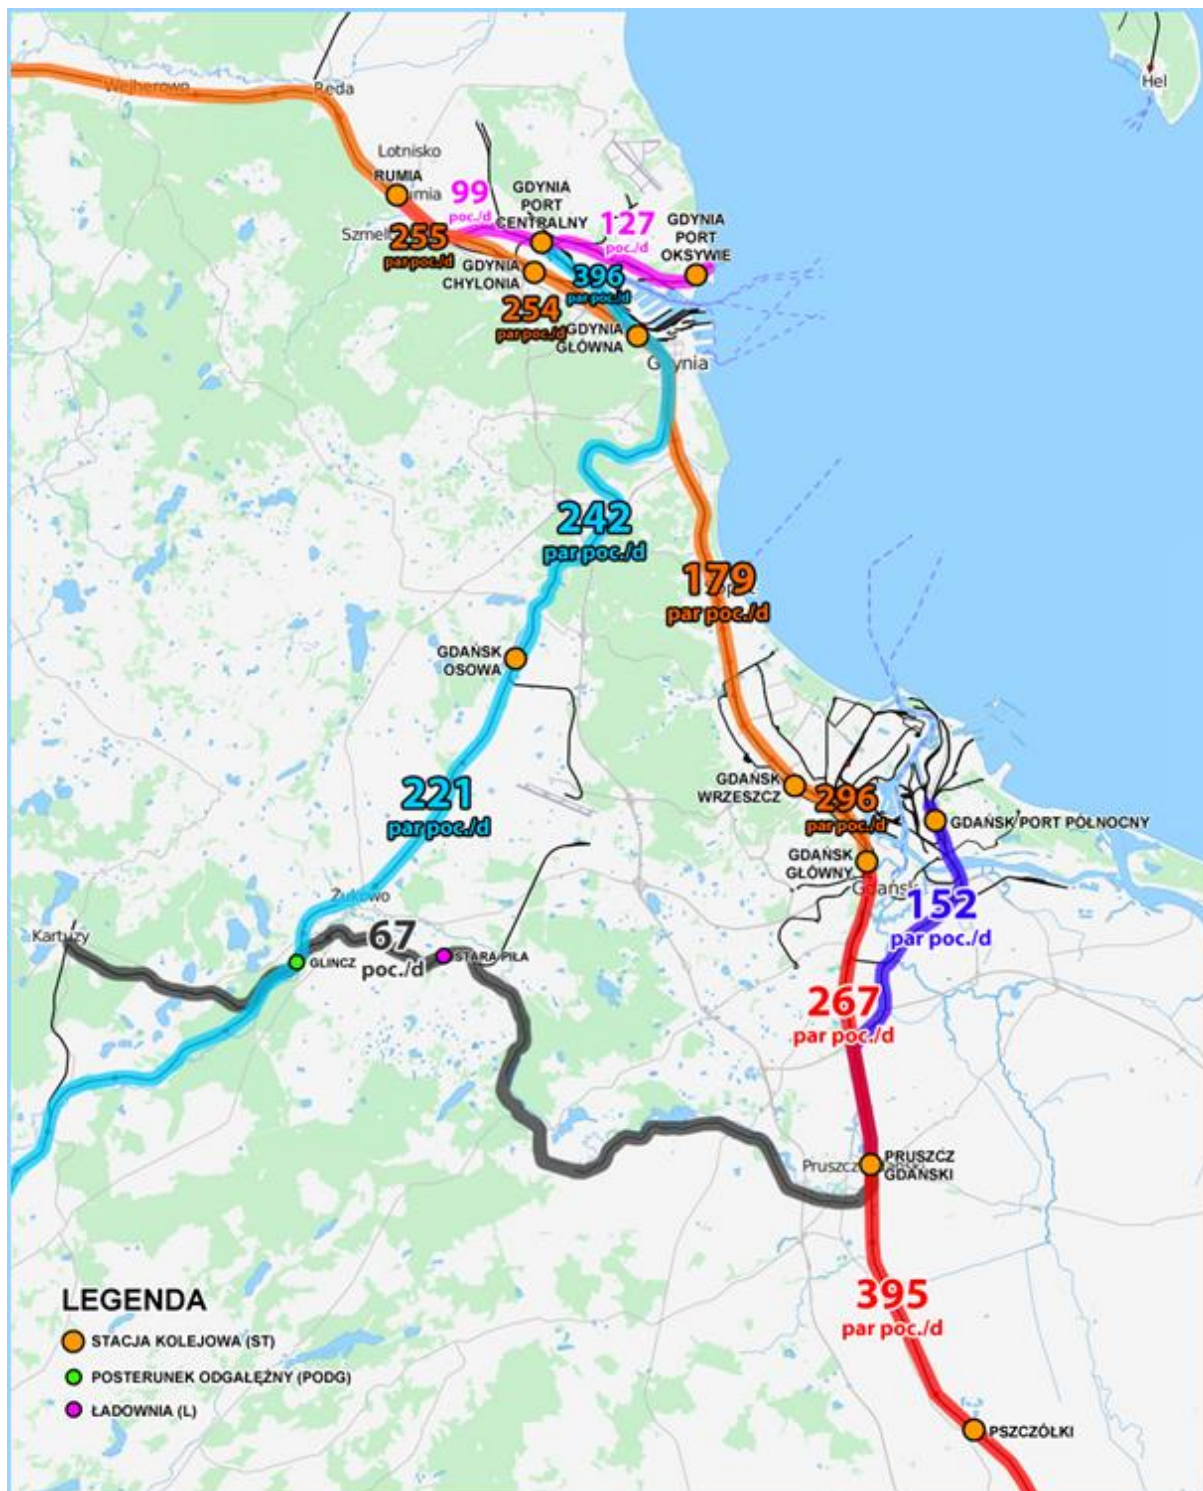 Hel
Wejherowo
Reda
Lotnisko
RUMIA
99
poc./d
GDYNIA
PORT
CENTRALNY
127
poc./d
GDYNIA
PORT
OKSYWIE
255
par poc./d
GDYNIA
CHYLONIA
396
par poc./d
254
par poc./d
GDYNIA
GŁÓWNA
Gdynia
242
par poc./d
179
par poc./d
GDAŃSK
OSOWA
221
par poc./d
GDAŃSK
WRZESZCZ
296
par poc./d
GDAŃSK PORT PÓŁNOCNY
GDAŃSK
GŁÓWNY
Gdańsk
152
par poc./d
Żukowo
Kartuzy
67
poc./d
GLINCZ
STARA PIŁA
267
par poc./d
PRUSZCZ
GDAŃSKI
Pruszcz
395
par poc./d
PSZCZÓŁKI
LEGENDA
STACJA KOLEJOWA (ST)
POSTERUNEK ODGAŁĘŹNY (PODG)
ŁADOWNIA (L)